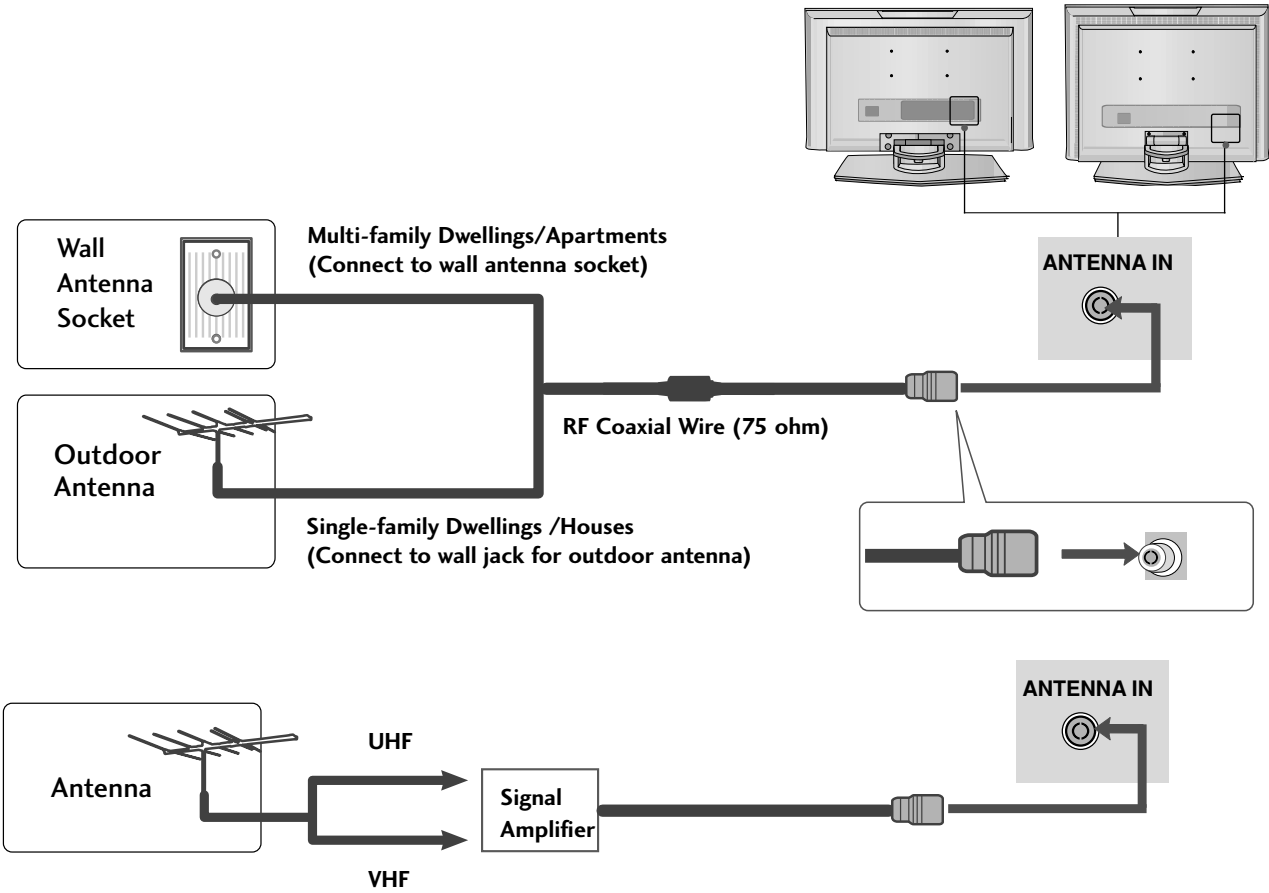 Wall
Antenna
Socket
Multi-family Dwellings/Apartments
(Connect to wall antenna socket)
ANTENNA IN
RF Coaxial Wire (75 ohm)
Outdoor
Antenna
Single-family Dwellings /Houses
(Connect to wall jack for outdoor antenna)
ANTENNA IN
Antenna
UHF
Signal
Amplifier
VHF